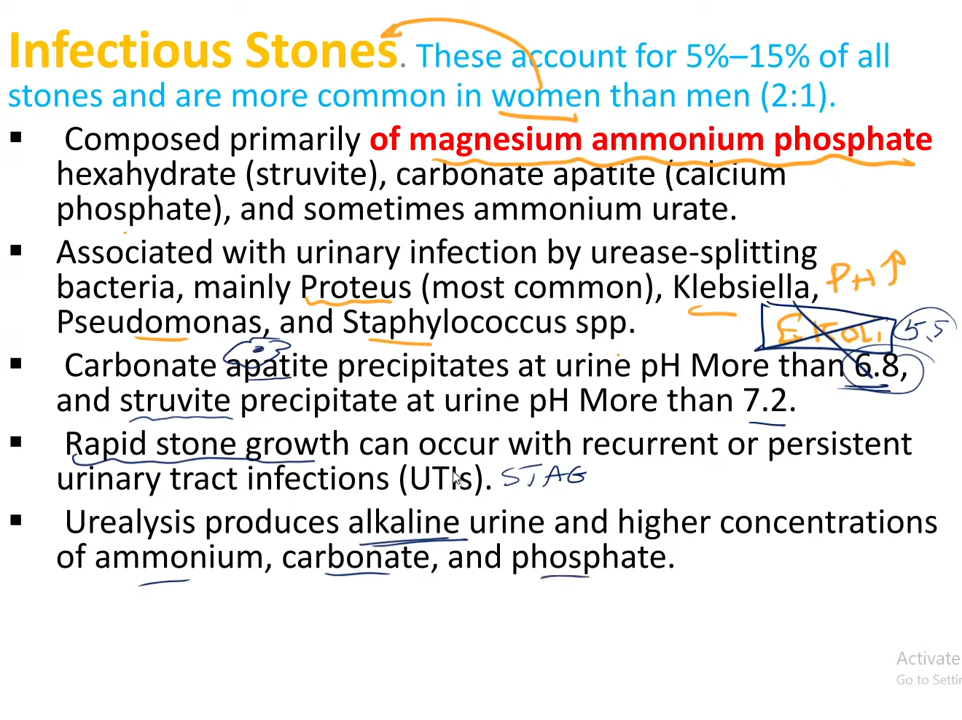 Infectious Stones. These account for 5%–15% of all
stones and are more common in women than men (2:1).
▪ Composed primarily of magnesium ammonium phosphate
hexahydrate (struvite), carbonate apatite (calcium
phosphate), and sometimes ammonium urate.
▪ Associated with urinary infection by urease-splitting
bacteria, mainly Proteus (most common), Klebsiella, PH ↑
Pseudomonas, and Staphylococcus spp. E KOLI 5.5
▪ Carbonate apatite precipitates at urine pH More than 6.8,
and struvite precipitate at urine pH More than 7.2.
▪ Rapid stone growth can occur with recurrent or persistent
urinary tract infections (UTIs). STAG
▪ Urealysis produces alkaline urine and higher concentrations
of ammonium, carbonate, and phosphate.
Activate
Go to Settin